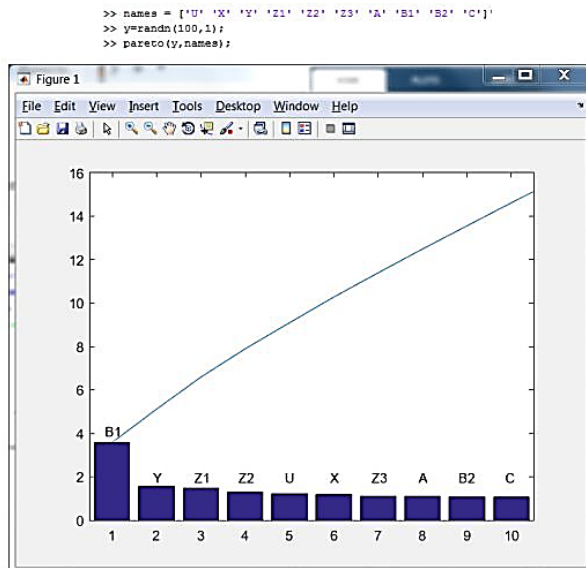 >> names = ['U' 'X' 'Y' 'Z1' 'Z2' 'Z3' 'A' 'B1' 'B2' 'C']'
>> y=randn(100,1);
>> pareto(y,names);
Figure 1
File Edit View Insert Tools Desktop Window Help
16
14
12
10
8
6
4
2
0
B1 Y Z1 Z2 U X Z3 A B2 C
1 2 3 4 5 6 7 8 9 10